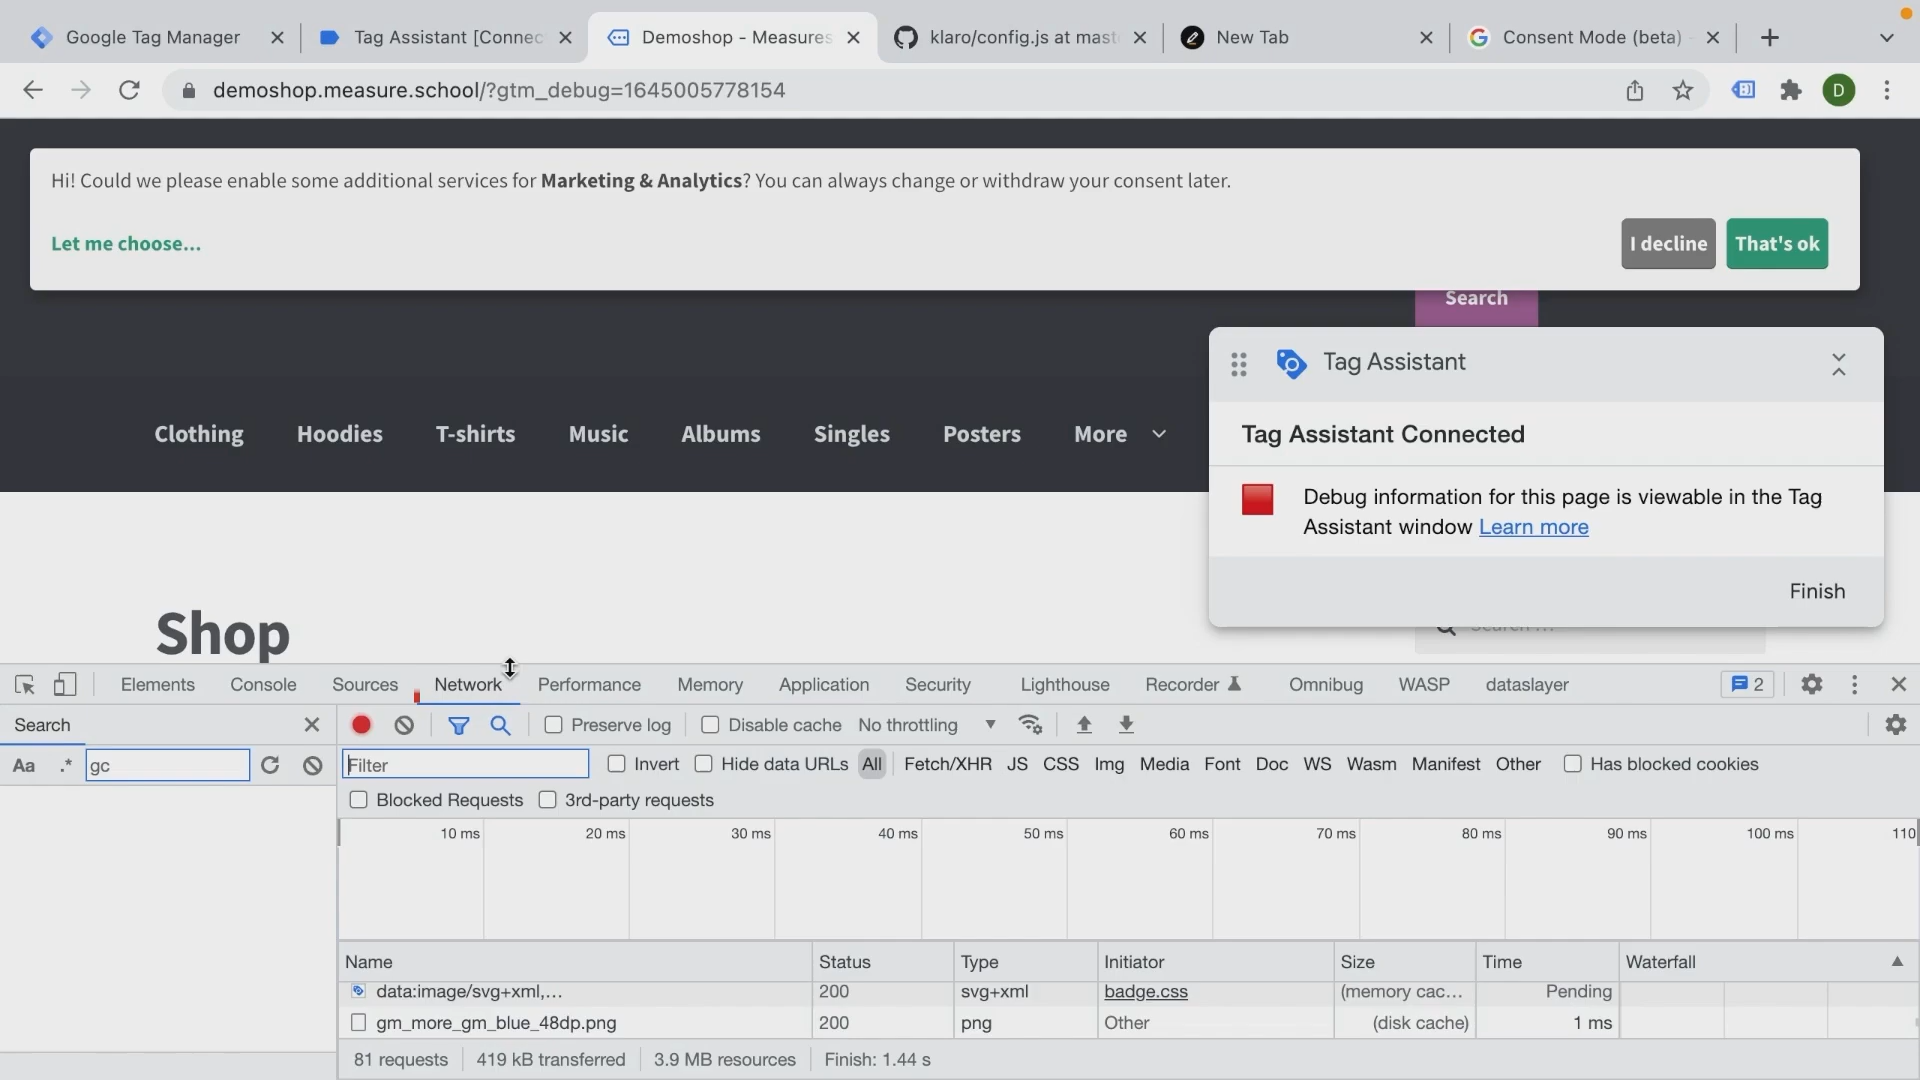 Google Tag Manager
Tag Assistant [Connec
Demoshop - Measures
klaro/config.js at mast
New Tab
Consent Mode (beta)
demoshop.measure.school/?gtm_debug=1645005778154
D
Hi! Could we please enable some additional services for Marketing & Analytics? You can always change or withdraw your consent later.
Let me choose...
I decline
That's ok
Search
Tag Assistant
Clothing
Hoodies
T-shirts
Music
Albums
Singles
Posters
More
Tag Assistant Connected
Debug information for this page is viewable in the Tag
Assistant window Learn more
Finish
Shop
Search ...
Elements
Console
Sources
Network
Performance
Memory
Application
Security
Lighthouse
Recorder
Omnibug
WASP
dataslayer
2
Search
Preserve log
Disable cache
No throttling
Aa
.*
gc
Filter
Invert
Hide data URLs
All
Fetch/XHR
JS
CSS
Img
Media
Font
Doc
WS
Wasm
Manifest
Other
Has blocked cookies
Blocked Requests
3rd-party requests
10 ms
20 ms
30 ms
40 ms
50 ms
60 ms
70 ms
80 ms
90 ms
100 ms
110
Name
Status
Type
Initiator
Size
Time
Waterfall
data:image/svg+xml,...
200
svg+xml
badge.css
(memory cac...
Pending
gm_more_gm_blue_48dp.png
200
png
Other
(disk cache)
1 ms
81 requests
419 kB transferred
3.9 MB resources
Finish: 1.44 s